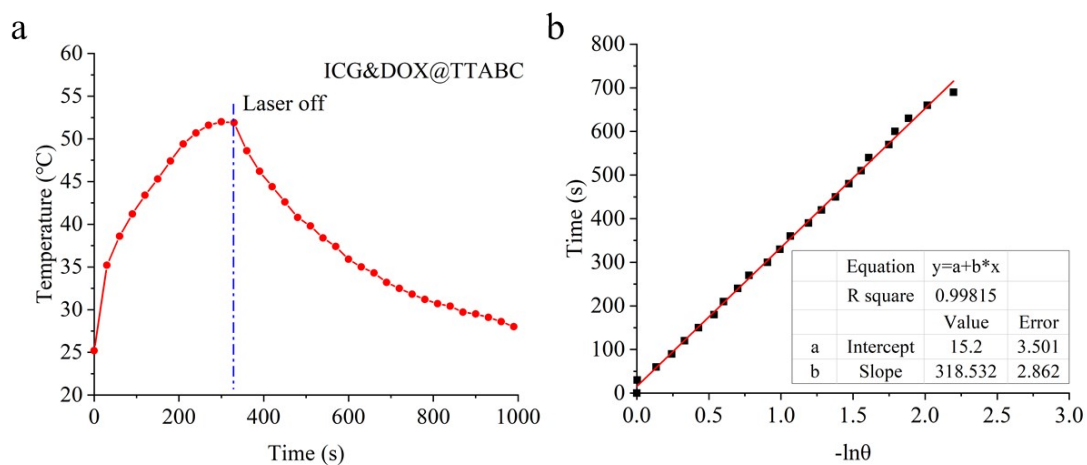 a
60
55
50
45
40
35
30
25
20
Temperature (°C)
ICG&DOX@TTABC
Laser off
0
200
400
600
800
1000
Time (s)
b
800
700
600
500
400
300
200
100
0
Time (s)
Equation y=a+b*x
R square 0.99815
Value Error
a Intercept 15.2 3.501
b Slope 318.532 2.862
0.0
0.5
1.0
1.5
2.0
2.5
3.0
-lnθ